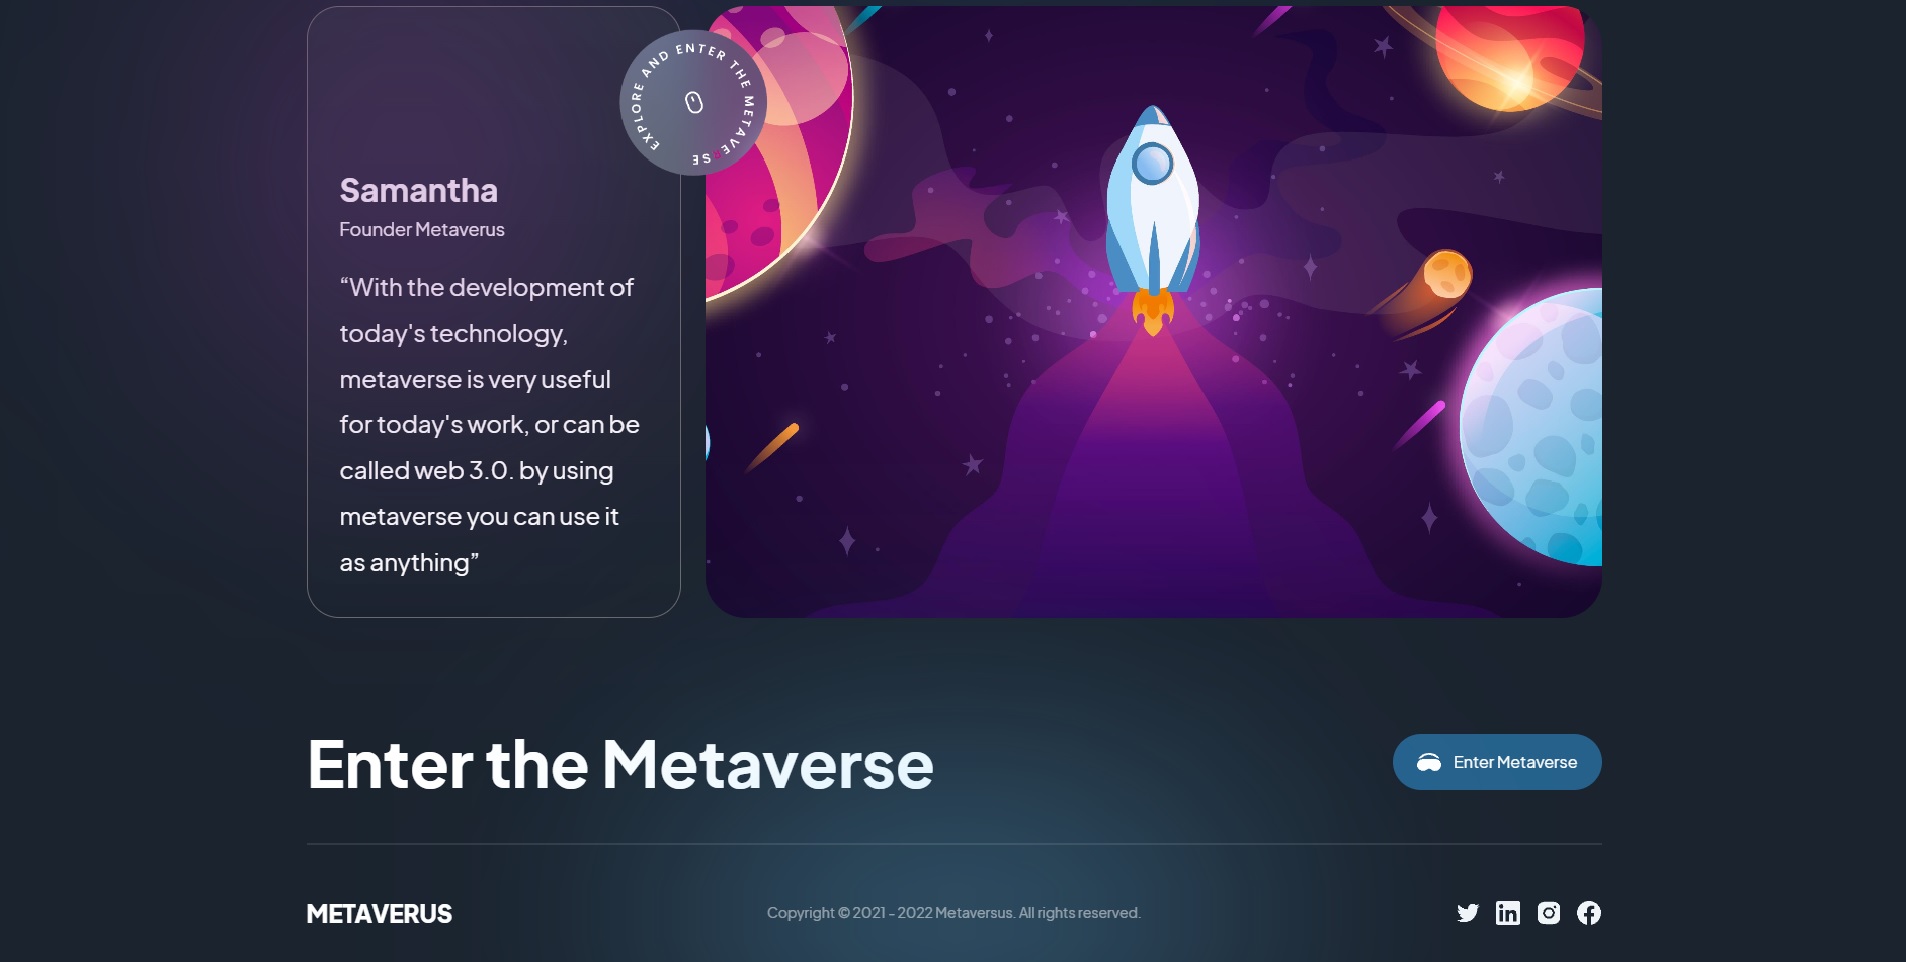 EXPLORE AND ENTER THE METAVERSE
Samantha
Founder Metaverus
“With the development of
today's technology,
metaverse is very useful
for today's work, or can be
called web 3.0. by using
metaverse you can use it
as anything”
Enter the Metaverse
Enter Metaverse
METAVERUS
Copyright © 2021 - 2022 Metaversus. All rights reserved.